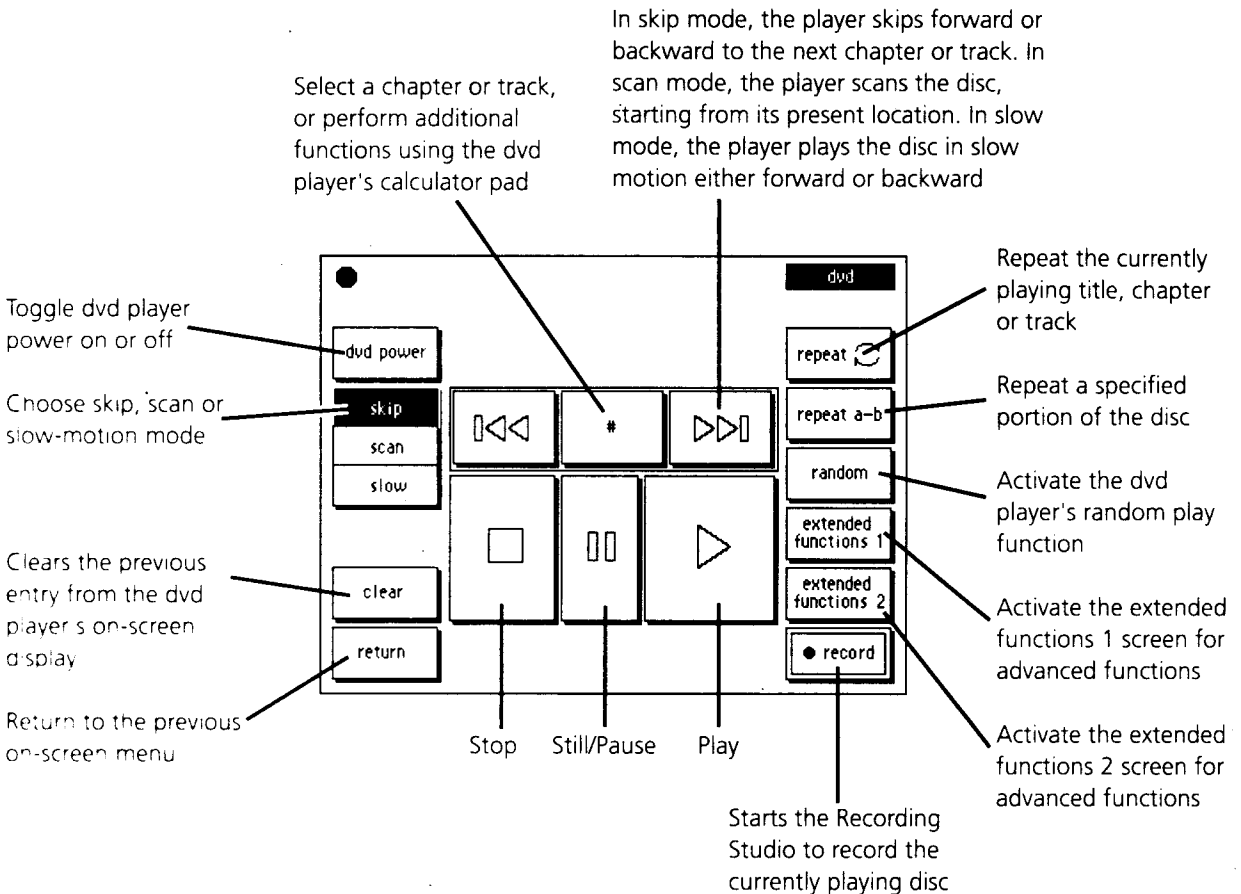 In skip mode, the player skips forward or
backward to the next chapter or track. In
scan mode, the player scans the disc,
starting from its present location. In slow
mode, the player plays the disc in slow
motion either forward or backward
Select a chapter or track,
or perform additional
functions using the dvd
player's calculator pad
Toggle dvd player
power on or off
Choose skip, scan or
slow-motion mode
Clears the previous
entry from the dvd
player s on-screen
display
Return to the previous
on-screen menu
dvd power
skip
scan
slow
clear
return
#
dvd
repeat
repeat a-b
random
extended
functions 1
extended
functions 2
● record
Repeat the currently
playing title, chapter
or track
Repeat a specified
portion of the disc
Activate the dvd
player's random play
function
Activate the extended
functions 1 screen for
advanced functions
Activate the extended
functions 2 screen for
advanced functions
Stop
Still/Pause
Play
Starts the Recording
Studio to record the
currently playing disc